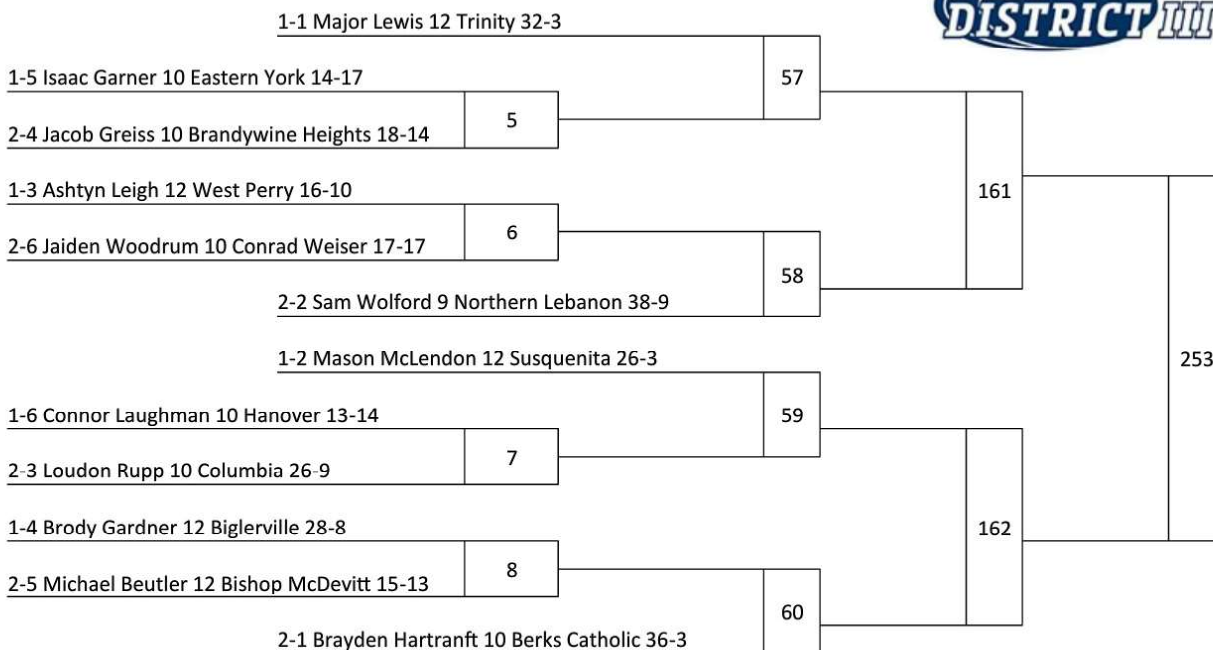 DISTRICT III
1-1 Major Lewis 12 Trinity 32-3
57
1-5 Isaac Garner 10 Eastern York 14-17
5
2-4 Jacob Greiss 10 Brandywine Heights 18-14
161
1-3 Ashtyn Leigh 12 West Perry 16-10
6
2-6 Jaiden Woodrum 10 Conrad Weiser 17-17
58
2-2 Sam Wolford 9 Northern Lebanon 38-9
253
1-2 Mason McLendon 12 Susquenita 26-3
59
1-6 Connor Laughman 10 Hanover 13-14
7
2-3 Loudon Rupp 10 Columbia 26-9
162
1-4 Brody Gardner 12 Biglerville 28-8
8
2-5 Michael Beutler 12 Bishop McDevitt 15-13
60
2-1 Brayden Hartranft 10 Berks Catholic 36-3